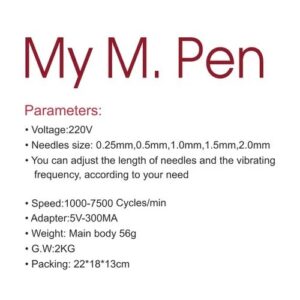 My M. Pen
Parameters:
• Voltage:220V
• Needles size: 0.25mm,0.5mm,1.0mm,1.5mm,2.0mm
• You can adjust the length of needles and the vibrating
frequency, according to your need
• Speed:1000-7500 Cycles/min
• Adapter:5V-300MA
• Weight: Main body 56g
• G.W:2KG
• Packing: 22*18*13cm